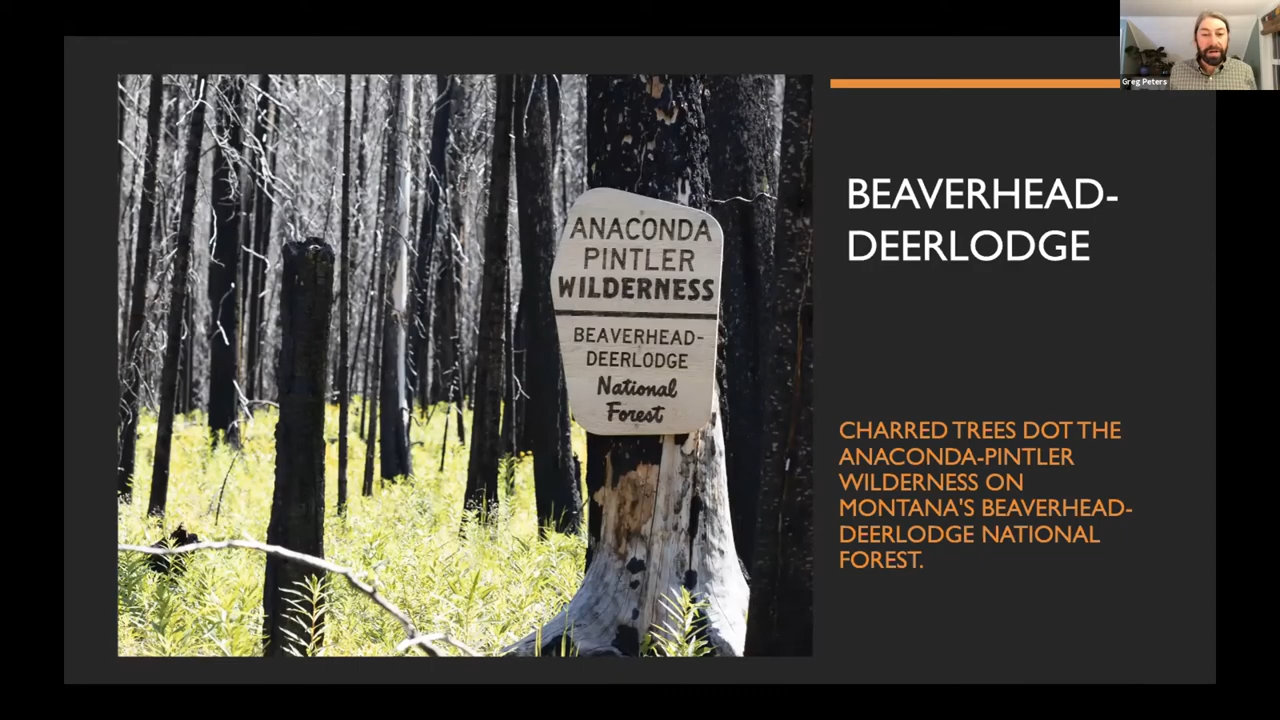 Greg Peters
BEAVERHEAD-
DEERLODGE
ANACONDA
PINTLER
WILDERNESS
BEAVERHEAD-
DEERLODGE
National
Forest
CHARRED TREES DOT THE
ANACONDA-PINTLER
WILDERNESS ON
MONTANA'S BEAVERHEAD-
DEERLODGE NATIONAL
FOREST.